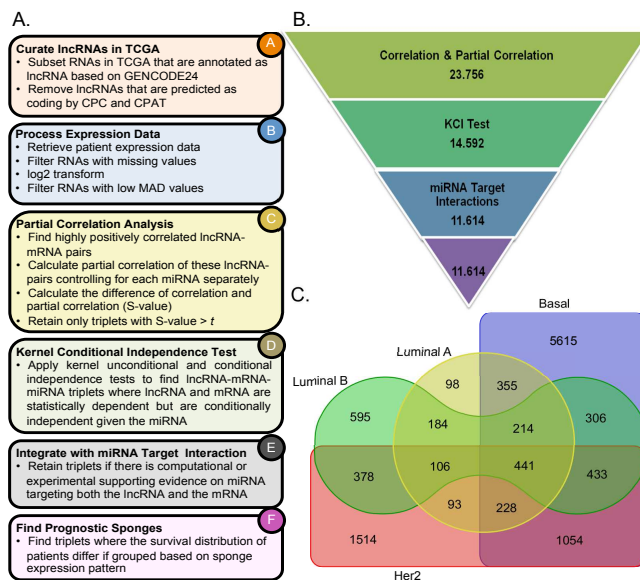 A.
A
Curate lncRNAs in TCGA
• Subset RNAs in TCGA that are annotated as
lncRNA based on GENCODE24
• Remove lncRNAs that are predicted as
coding by CPC and CPAT
B
Process Expression Data
• Retrieve patient expression data
• Filter RNAs with missing values
• log2 transform
• Filter RNAs with low MAD values
C
Partial Correlation Analysis
• Find highly positively correlated lncRNA-
mRNA pairs
• Calculate partial correlation of these lncRNA-
pairs controlling for each miRNA separately
• Calculate the difference of correlation and
partial correlation (S-value)
• Retain only triplets with S-value > t
D
Kernel Conditional Independence Test
• Apply kernel unconditional and conditional
independence tests to find lncRNA-mRNA-
miRNA triplets where lncRNA and mRNA are
statistically dependent but are conditionally
independent given the miRNA
E
Integrate with miRNA Target Interaction
• Retain triplets if there is computational or
experimental supporting evidence on miRNA
targeting both the lncRNA and the mRNA
F
Find Prognostic Sponges
• Find triplets where the survival distribution of
patients differ if grouped based on sponge
expression pattern
B.
Correlation & Partial Correlation
23.756
KCI Test
14.592
miRNA Target
Interactions
11.614
11.614
C.
Basal
5615
Luminal A
Luminal B
98
355
595
184
214
306
378
106
441
433
93
228
1514
1054
Her2